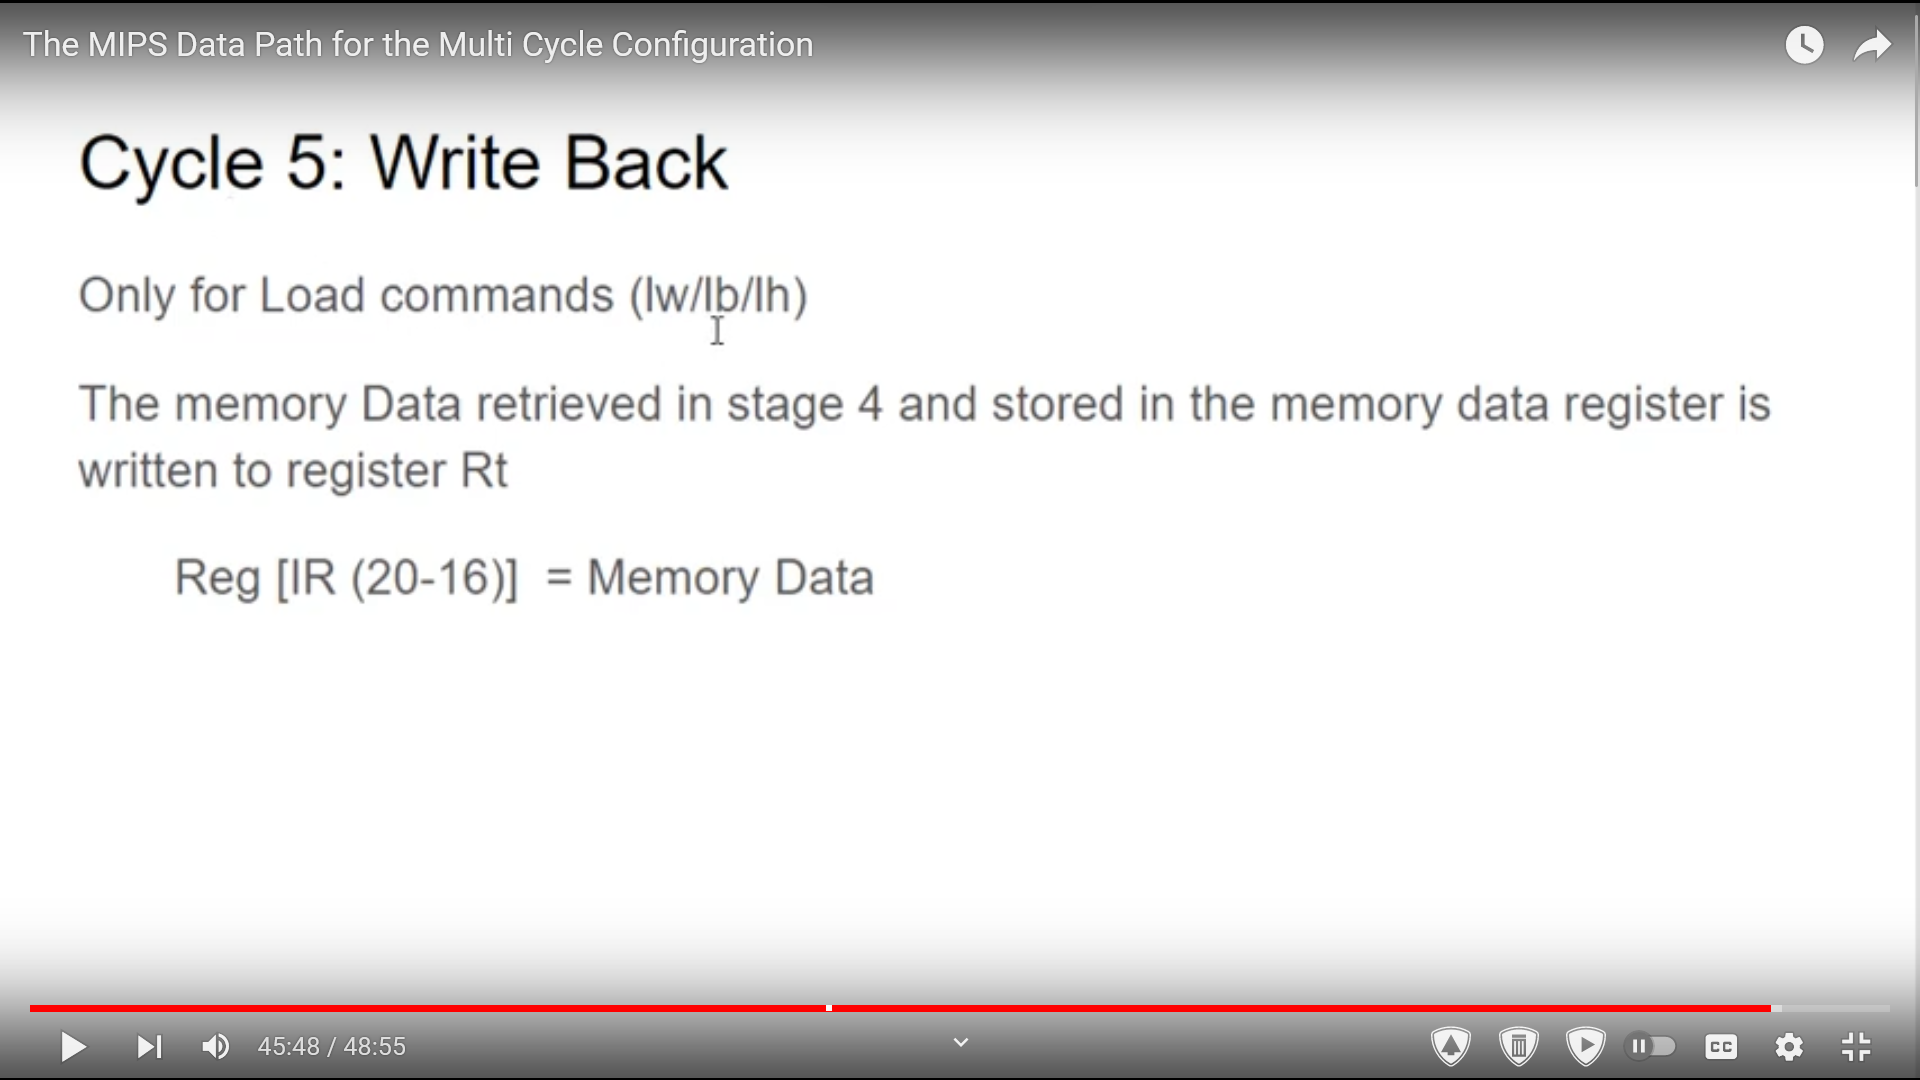 The MIPS Data Path for the Multi Cycle Configuration
Cycle 5: Write Back
Only for Load commands (lw/lb/lh)
The memory Data retrieved in stage 4 and stored in the memory data register is
written to register Rt
Reg [IR (20-16)] = Memory Data
45:48 / 48:55
CC